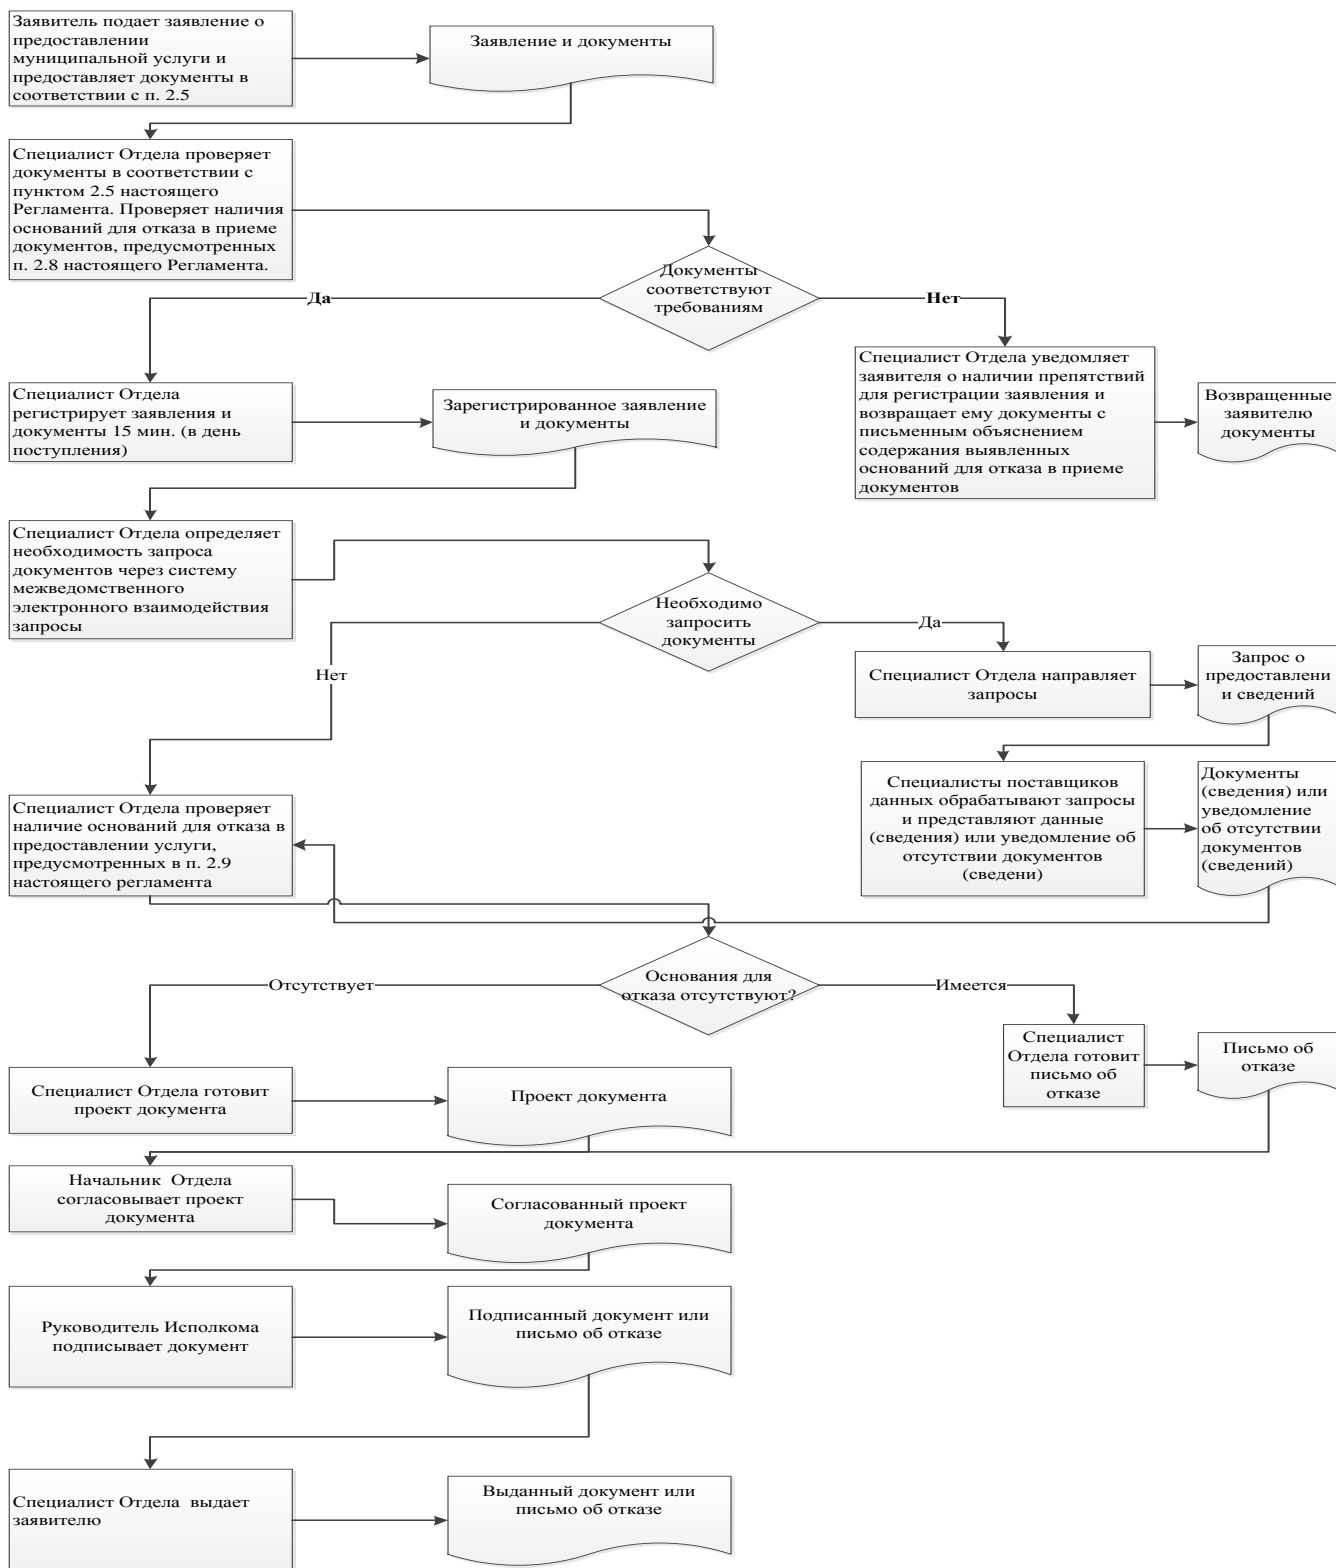 Заявитель подает заявление о
предоставлении
муниципальной услуги и
предоставляет документы в
соответствии с п. 2.5
Заявление и документы
Специалист Отдела проверяет
документы в соответствии с
пунктом 2.5 настоящего
Регламента. Проверяет наличия
оснований для отказа в приеме
документов, предусмотренных
п. 2.8 настоящего Регламента.
Документы
соответствуют
требованиям
Да
Нет
Специалист Отдела
регистрирует заявления и
документы 15 мин. (в день
поступления)
Зарегистрированное заявление
и документы
Специалист Отдела уведомляет
заявителя о наличии препятствий
для регистрации заявления и
возвращает ему документы с
письменным объяснением
содержания выявленных
оснований для отказа в приеме
документов
Возвращенные
заявителю
документы
Специалист Отдела определяет
необходимость запроса
документов через систему
межведомственного
электронного взаимодействия
запросы
Необходимо
запросить
документы
Да
Нет
Специалист Отдела направляет
запросы
Запрос о
предоставлени
и сведений
Специалисты поставщиков
данных обрабатывают запросы
и представляют данные
(сведения) или уведомление об
отсутствии документов
(сведени)
Документы
(сведения) или
уведомление
об отсутствии
документов
(сведений)
Специалист Отдела проверяет
наличие оснований для отказа в
предоставлении услуги,
предусмотренных в п. 2.9
настоящего регламента
Основания для
отказа отсутствуют?
Отсутствует
Имеется
Специалист
Отдела готовит
письмо об
отказе
Письмо об
отказе
Специалист Отдела готовит
проект документа
Проект документа
Начальник  Отдела
согласовывает проект
документа
Согласованный проект
документа
Руководитель Исполкома
подписывает документ
Подписанный документ или
письмо об отказе
Специалист Отдела  выдает
заявителю
Выданный документ или
письмо об отказе